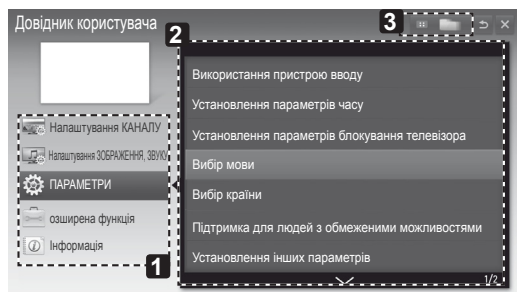 Довідник користувача
2
3
Налаштування КАНАЛУ
Налаштування ЗОБРАЖЕННЯ, ЗВУКУ
ПАРАМЕТРИ
озширена функція
Інформація
1
Використання пристрою вводу
Установлення параметрів часу
Установлення параметрів блокування телевізора
Вибір мови
Вибір країни
Підтримка для людей з обмеженими можливостями
Установлення інших параметрів
1/2